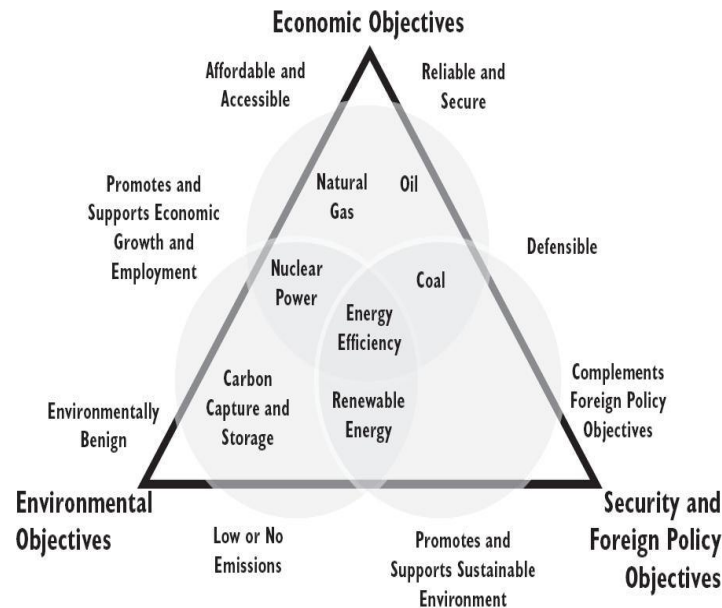 Economic Objectives
Affordable and
Accessible
Reliable and
Secure
Natural
Gas
Oil
Promotes and
Supports Economic
Growth and
Employment
Defensible
Nuclear
Power
Coal
Energy
Efficiency
Carbon
Capture and
Storage
Renewable
Energy
Complements
Foreign Policy
Objectives
Environmentally
Benign
Environmental
Objectives
Security and
Foreign Policy
Objectives
Low or No
Emissions
Promotes and
Supports Sustainable
Environment